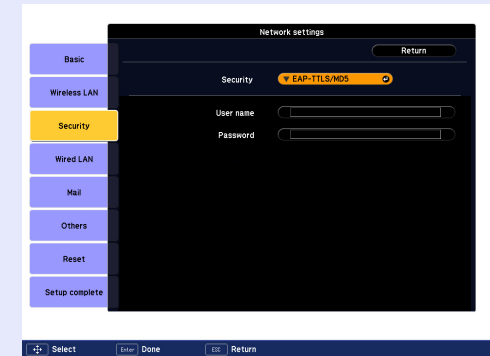 Network settings
Return
Basic
Security EAP-TTLS/MD5
Wireless LAN
User name
Security
Password
Wired LAN
Mail
Others
Reset
Setup complete
Select Enter Done ESC Return